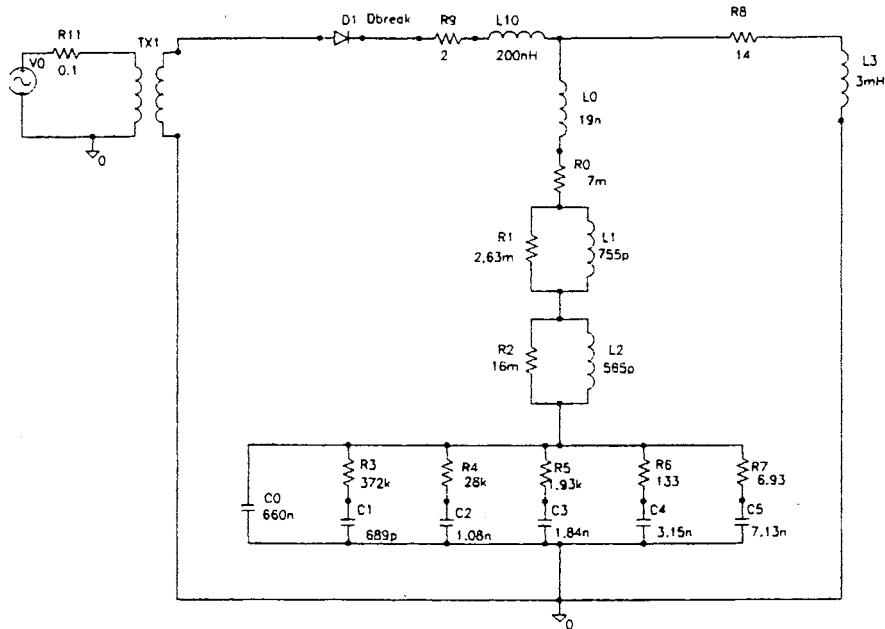 R11
V0
0.1
TX1
0
D1 Dbreak
R9
2
L10
200nH
R8
14
L3
3mH
L0
19n
R0
7m
R1
2.63m
L1
755p
R2
16m
L2
565p
C0
660n
R3
372k
C1
689p
R4
28k
C2
1.08n
R5
1.93k
C3
1.84n
R6
133
C4
3.15n
R7
6.93
C5
7.13n
0